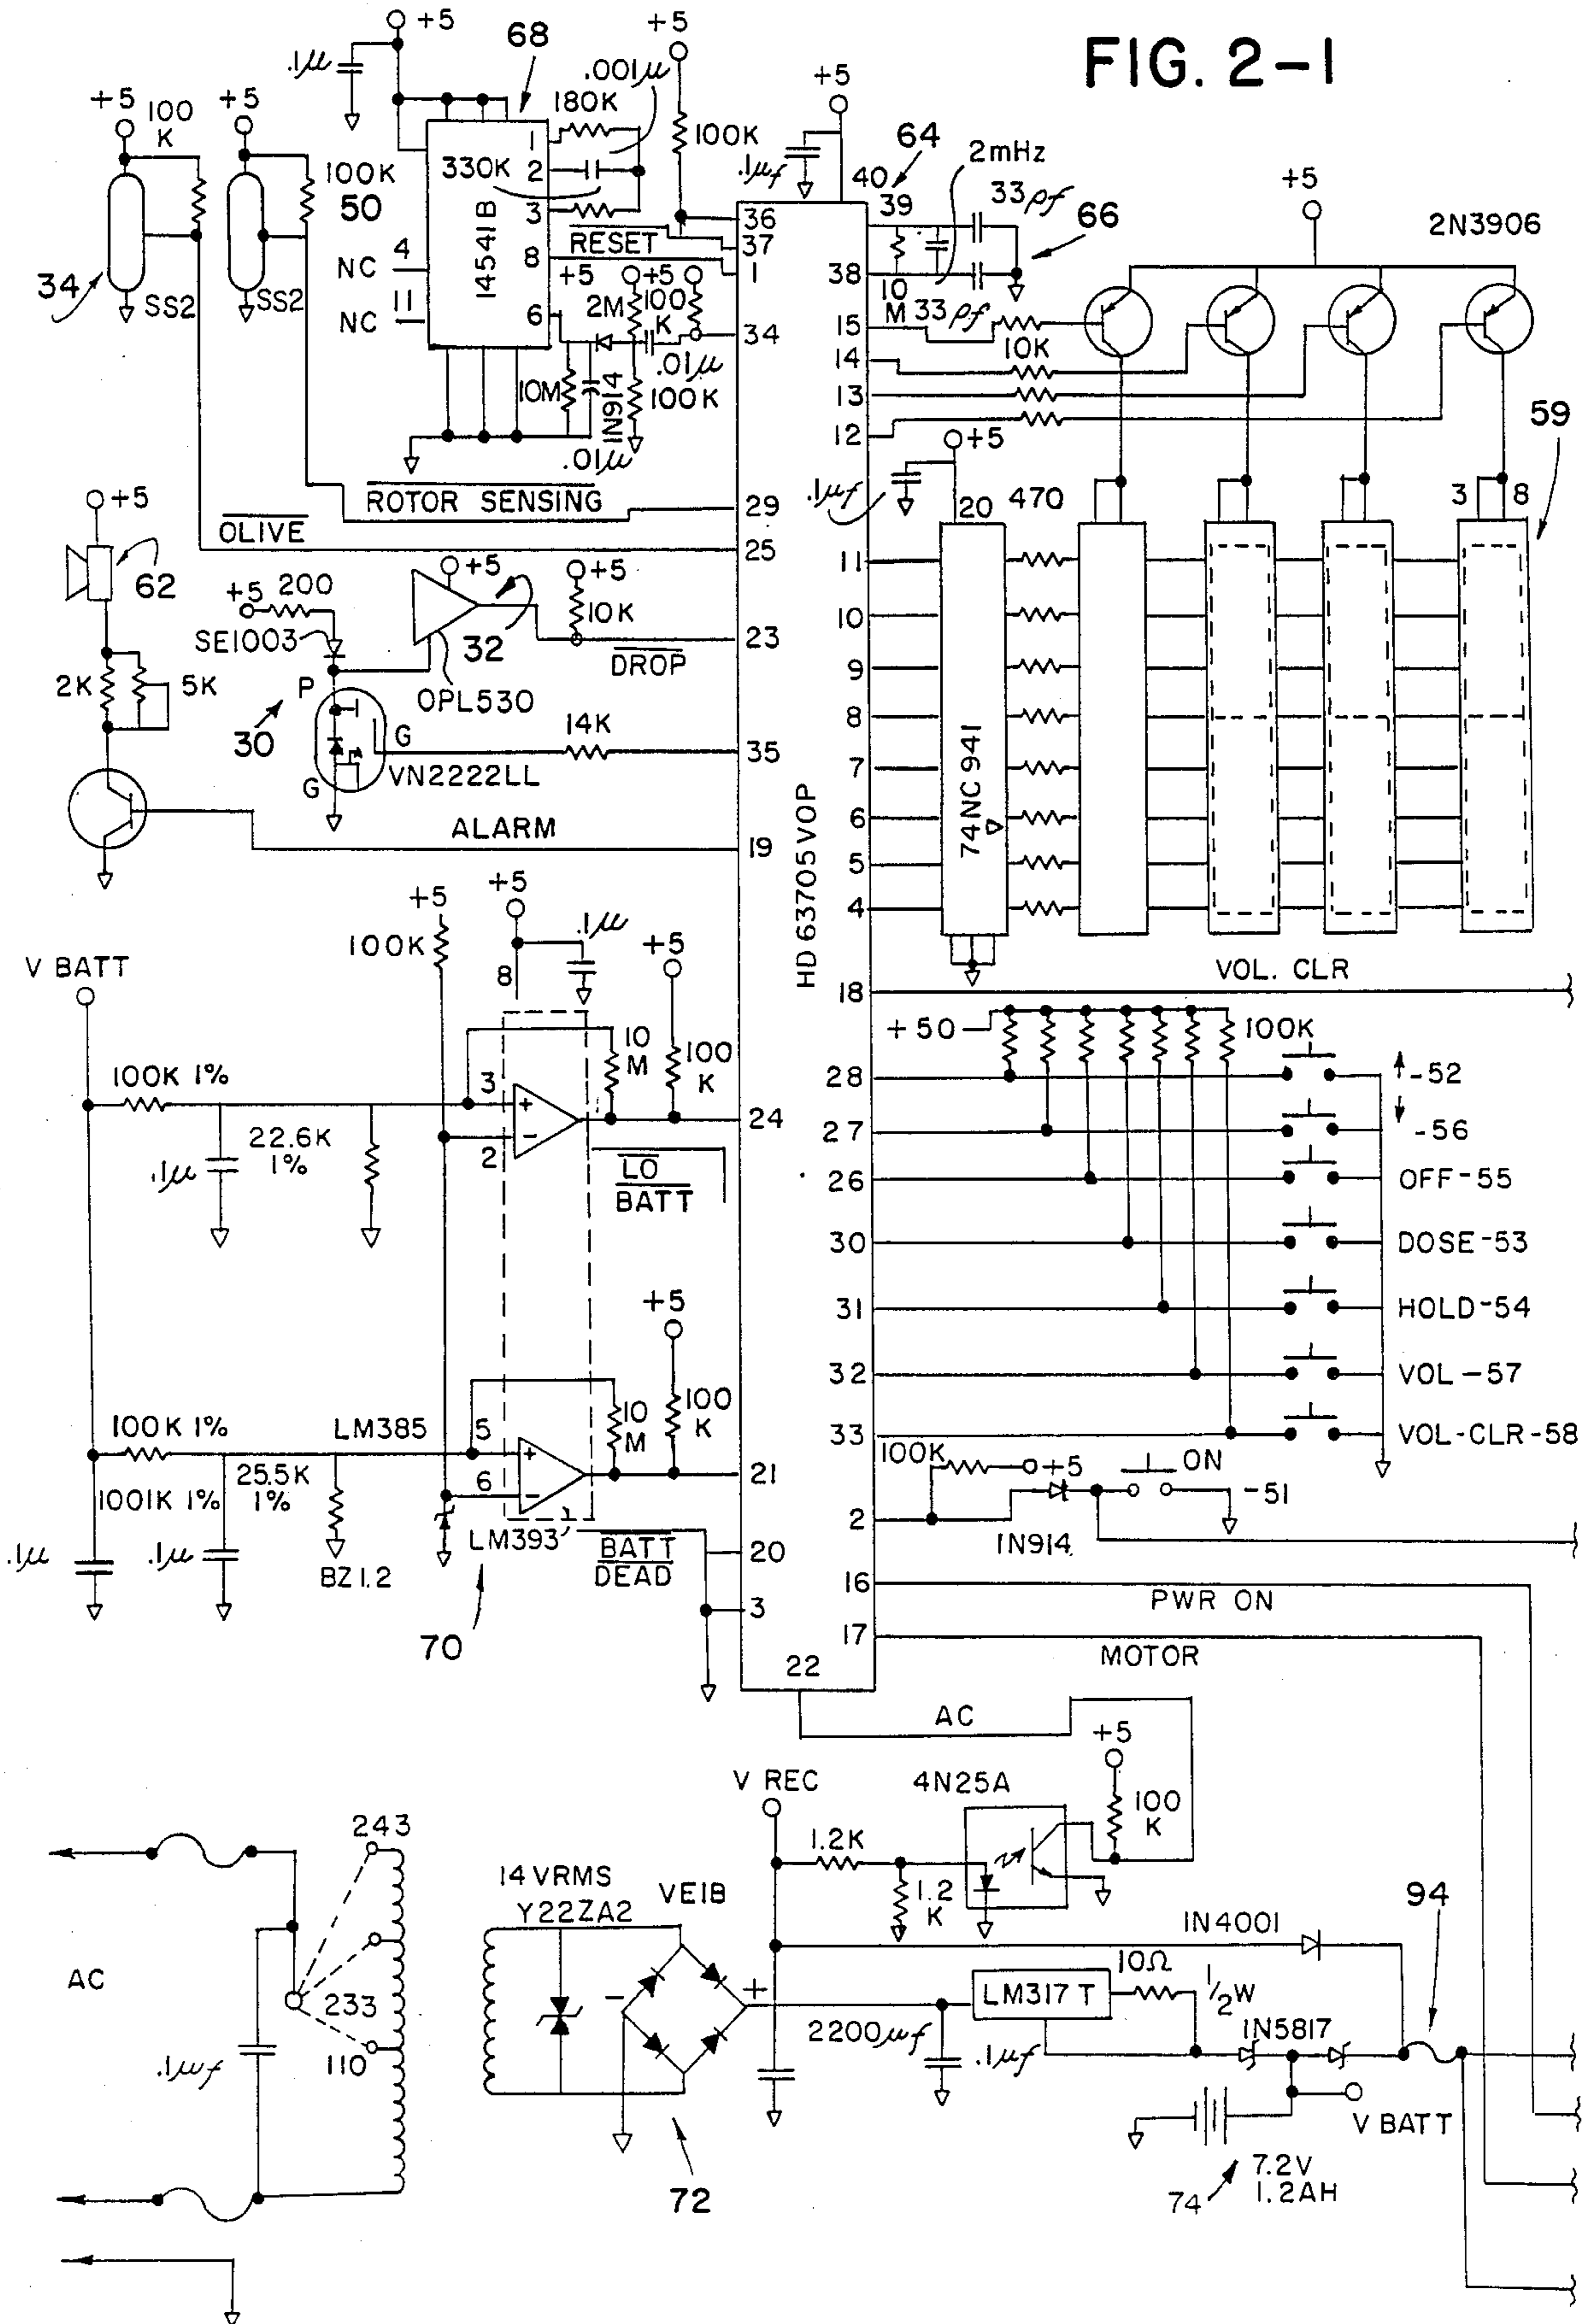 FIG. 2-1
+5
68
+5
.1µ
.001µ
+5
+5
100
K
+5
180K
100K
.1µf
64
2mHz
1
330K
2
3
40
39
33pf
66
+5
2N3906
100K
50
14541B
RESET
36
37
38
34
SS2
SS2
4
NC
11
NC
8
6
+5
2M
+5
100
K
1
34
10
M
33pf
15
14
13
12
10K
.01µ
10M
1N914
100K
.01µ
59
+5
.1µf
20
470
3
8
ROTOR SENSING
29
OLIVE
25
+5
62
+5
200
SE1003
+5
32
+5
10K
23
DROP
OPL530
2K
5K
P
30
G
G
14K
35
VN2222LL
ALARM
19
HD63705VOP
11
10
9
8
7
6
5
4
74NC941
VOL. CLR
18
+5
+5
100K
8
.1µ
+5
V BATT
100K 1%
22.6K
1%
.1µ
3
2
10
M
100
K
24
LO
BATT
+50
100K
28
-52
27
-56
26
OFF-55
30
DOSE-53
31
HOLD-54
32
VOL-57
33
VOL-CLR-58
+5
100K 1%
LM385
5
6
10
M
100
K
21
1001K 1%
25.5K
1%
.1µ
.1µ
BZ1.2
LM393
BATT
DEAD
20
3
70
100K
+5
ON
-51
2
1N914
16
PWR ON
17
MOTOR
22
AC
+5
V REC
4N25A
100
K
1.2K
1.2
K
243
14 VRMS
Y22ZA2
VE1B
1N4001
94
AC
233
110
.1µf
-
+
LM317T
10Ω
1/2W
2200µf
.1µf
1N5817
V BATT
72
74
7.2V
1.2AH